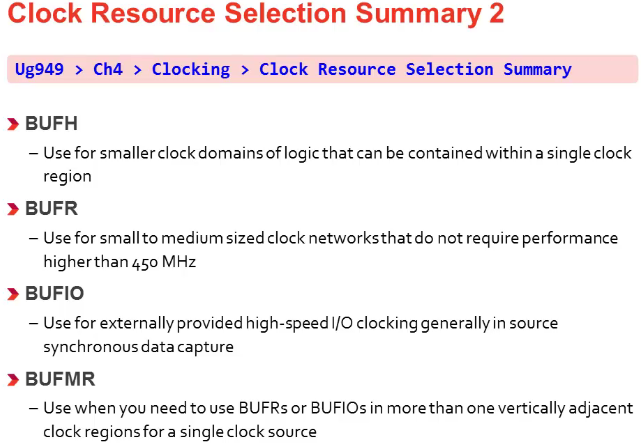 Clock Resource Selection Summary 2
Ug949 > Ch4 > Clocking > Clock Resource Selection Summary
BUFH
– Use for smaller clock domains of logic that can be contained within a single clock
region
BUFR
– Use for small to medium sized clock networks that do not require performance
higher than 450 MHz
BUFIO
– Use for externally provided high-speed I/O clocking generally in source
synchronous data capture
BUFMR
– Use when you need to use BUFRs or BUFIOs in more than one vertically adjacent
clock regions for a single clock source